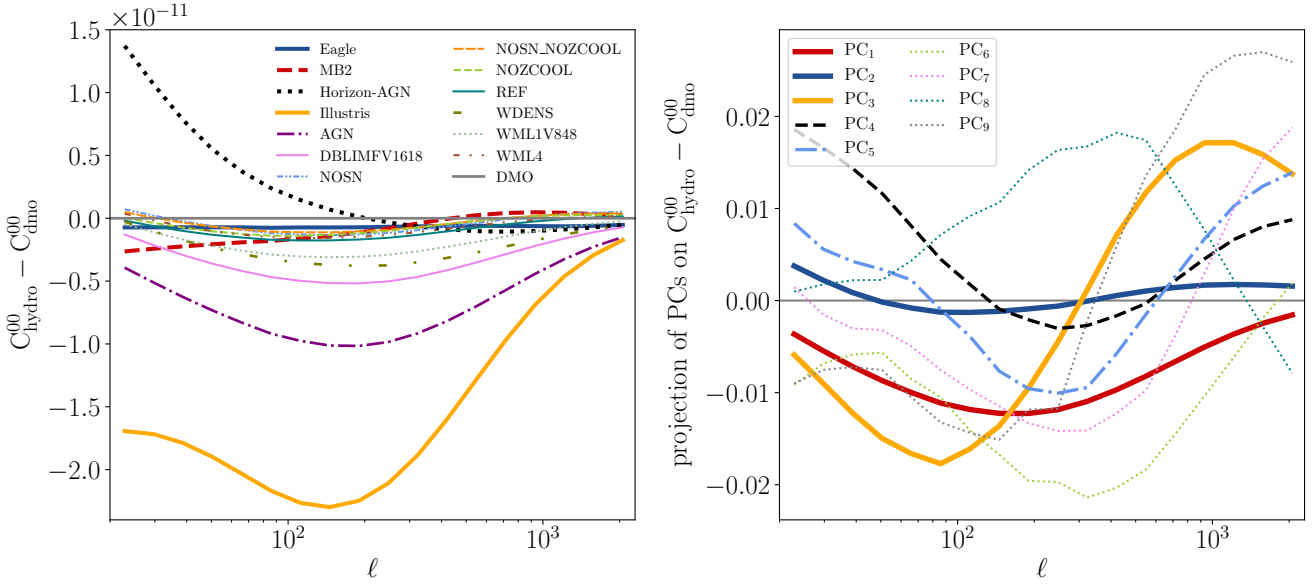 ×10⁻¹¹
1.5
1.0
0.5
0.0
−0.5
−1.0
−1.5
−2.0
C⁰⁰hydro − C⁰⁰dmo
Eagle
MB2
Horizon-AGN
Illustris
AGN
DBLIMFV1618
NOSN
NOSN_NOZCOOL
NOZCOOL
REF
WDENS
WML1V848
WML4
DMO
10² 10³
ℓ
projection of PCs on C⁰⁰hydro − C⁰⁰dmo
0.02
0.01
0.00
−0.01
−0.02
PC₁
PC₂
PC₃
PC₄
PC₅
PC₆
PC₇
PC₈
PC₉
10² 10³
ℓ